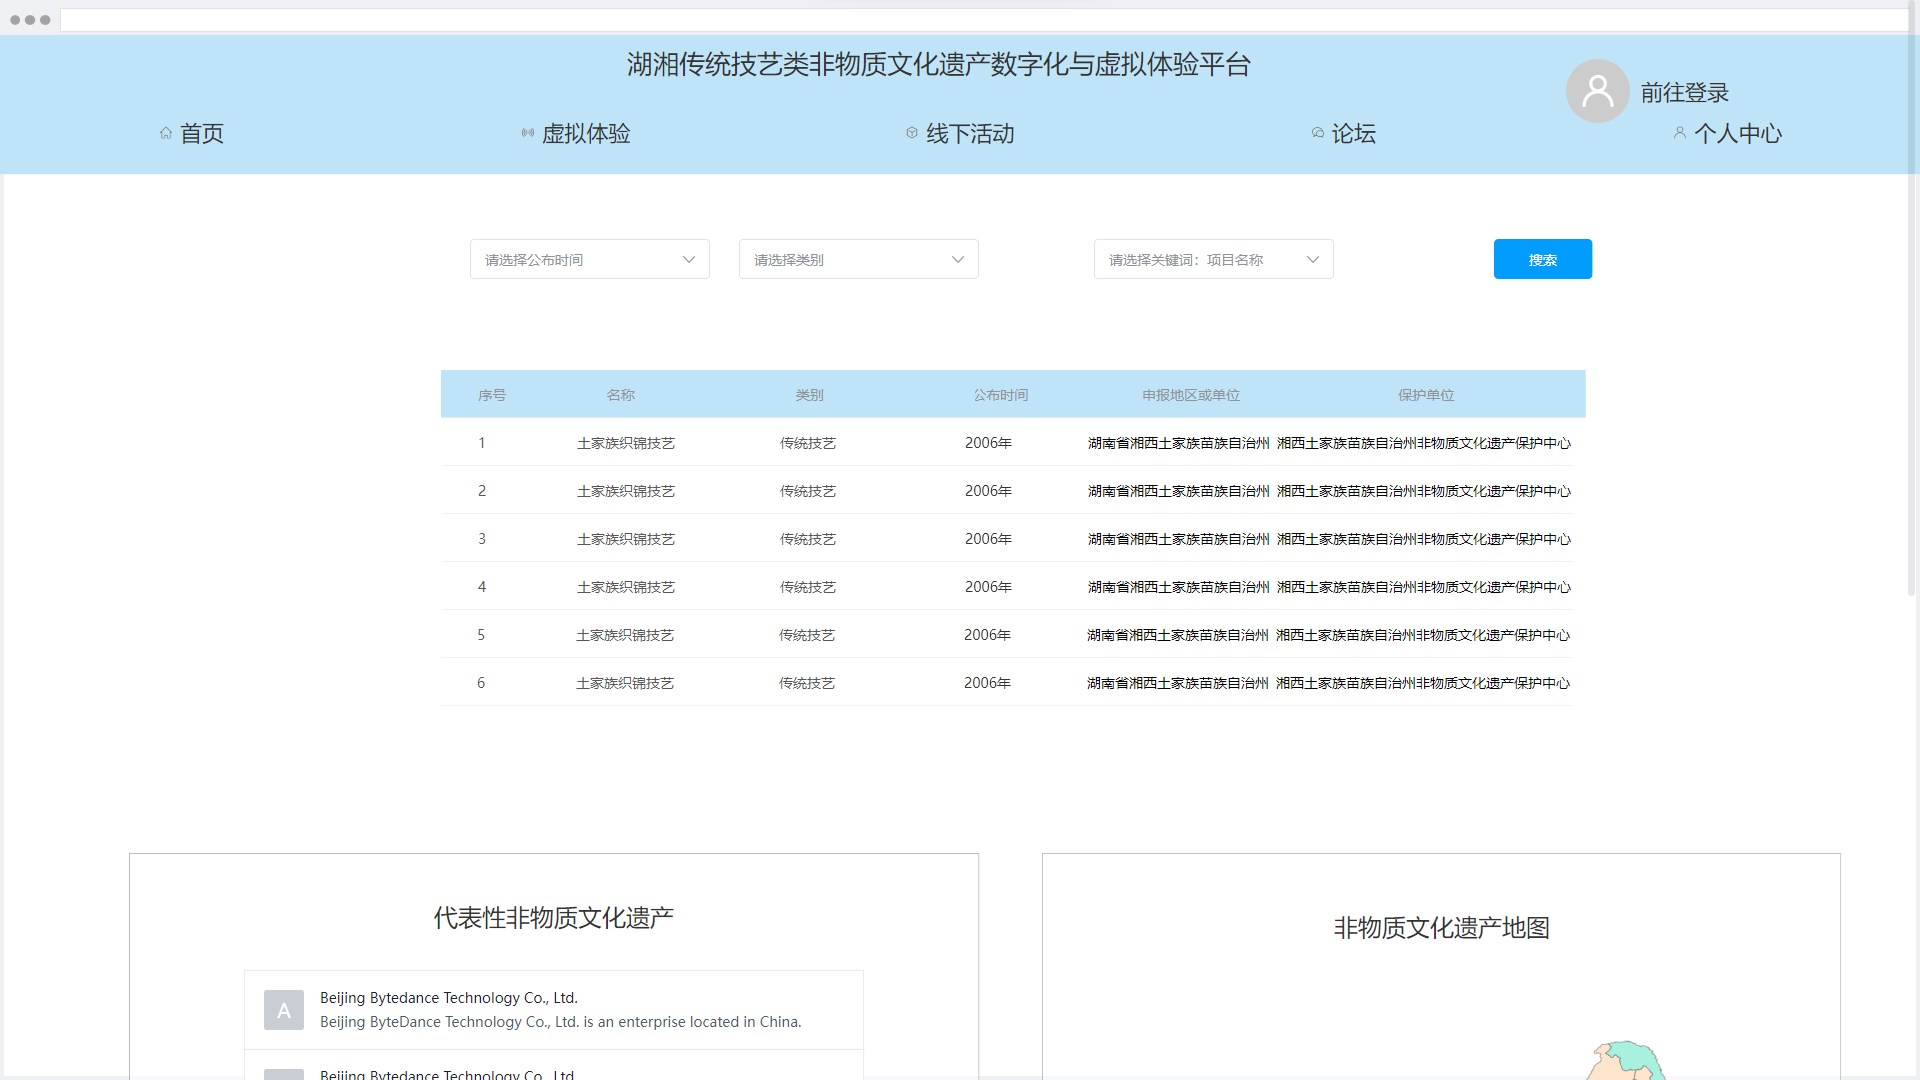 湖湘传统技艺类非物质文化遗产数字化与虚拟体验平台
前往登录
首页 虚拟体验 线下活动 论坛 个人中心
请选择公布时间 请选择类别 请选择关键词：项目名称 搜索
序号 名称 类别 公布时间 申报地区或单位 保护单位
1 土家族织锦技艺 传统技艺 2006年 湖南省湘西土家族苗族自治州 湘西土家族苗族自治州非物质文化遗产保护中心
2 土家族织锦技艺 传统技艺 2006年 湖南省湘西土家族苗族自治州 湘西土家族苗族自治州非物质文化遗产保护中心
3 土家族织锦技艺 传统技艺 2006年 湖南省湘西土家族苗族自治州 湘西土家族苗族自治州非物质文化遗产保护中心
4 土家族织锦技艺 传统技艺 2006年 湖南省湘西土家族苗族自治州 湘西土家族苗族自治州非物质文化遗产保护中心
5 土家族织锦技艺 传统技艺 2006年 湖南省湘西土家族苗族自治州 湘西土家族苗族自治州非物质文化遗产保护中心
6 土家族织锦技艺 传统技艺 2006年 湖南省湘西土家族苗族自治州 湘西土家族苗族自治州非物质文化遗产保护中心
代表性非物质文化遗产
A
Beijing Bytedance Technology Co., Ltd.
Beijing ByteDance Technology Co., Ltd. is an enterprise located in China.
Beijing Bytedance Technology Co., Ltd.
非物质文化遗产地图